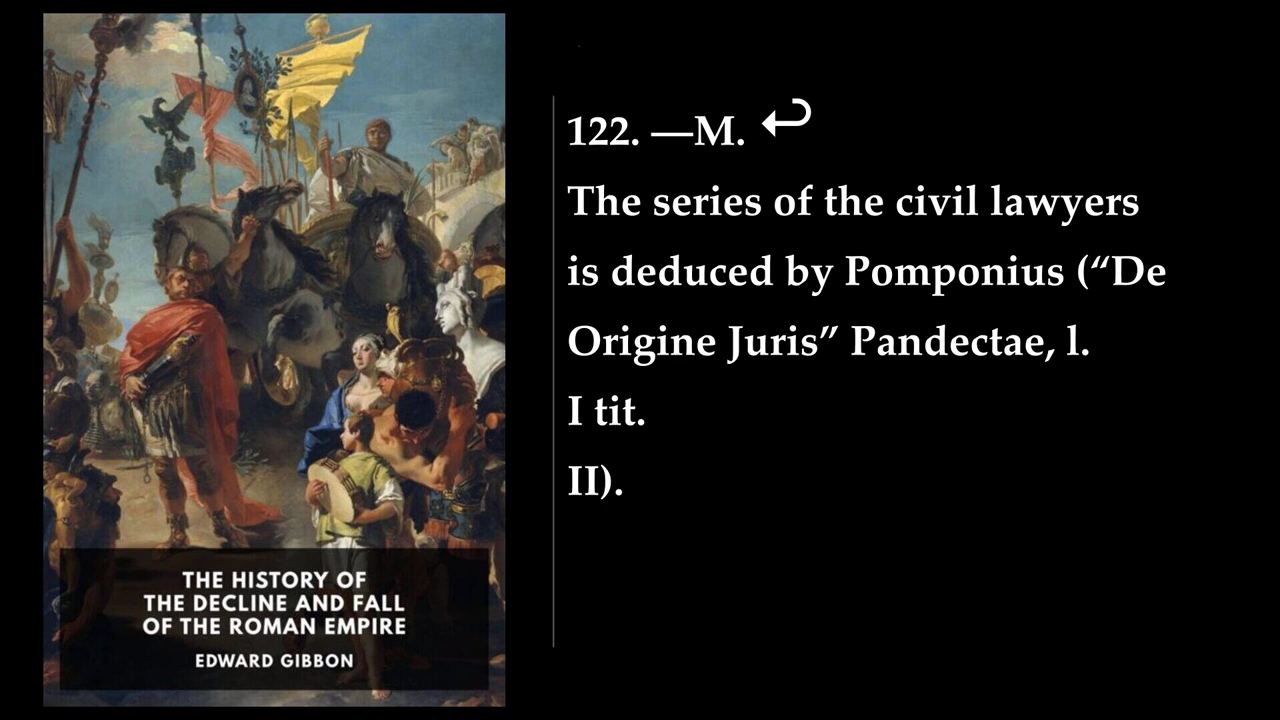 THE HISTORY OF
THE DECLINE AND FALL
OF THE ROMAN EMPIRE
EDWARD GIBBON
122. —M. ↩
The series of the civil lawyers
is deduced by Pomponius (“De
Origine Juris” Pandectae, l.
I tit.
II).